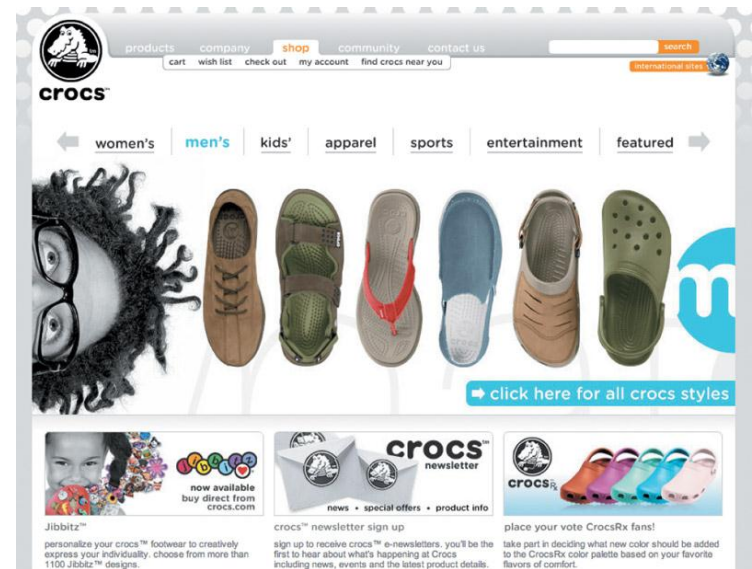 products company shop community contact us search
cart wish list check out my account find crocs near you
international sites
crocs™
women's men's kids' apparel sports entertainment featured
m
click here for all crocs styles
jibbitz
now available
buy direct from
crocs.com
crocs℠
newsletter
news • special offers • product info
crocs Rx
Jibbitz™
personalize your crocs™ footwear to creatively
express your individuality. choose from more than
1100 Jibbitz™ designs.
crocs™ newsletter sign up
sign up to receive crocs™ e-newsletters. you'll be the
first to hear about what's happening at Crocs
including news, events and the latest product details.
place your vote CrocsRx fans!
take part in deciding what new color should be added
to the CrocsRx color palette based on your favorite
flavors of comfort.